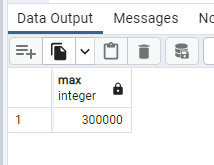 Data Output Messages No
max
integer
1 300000